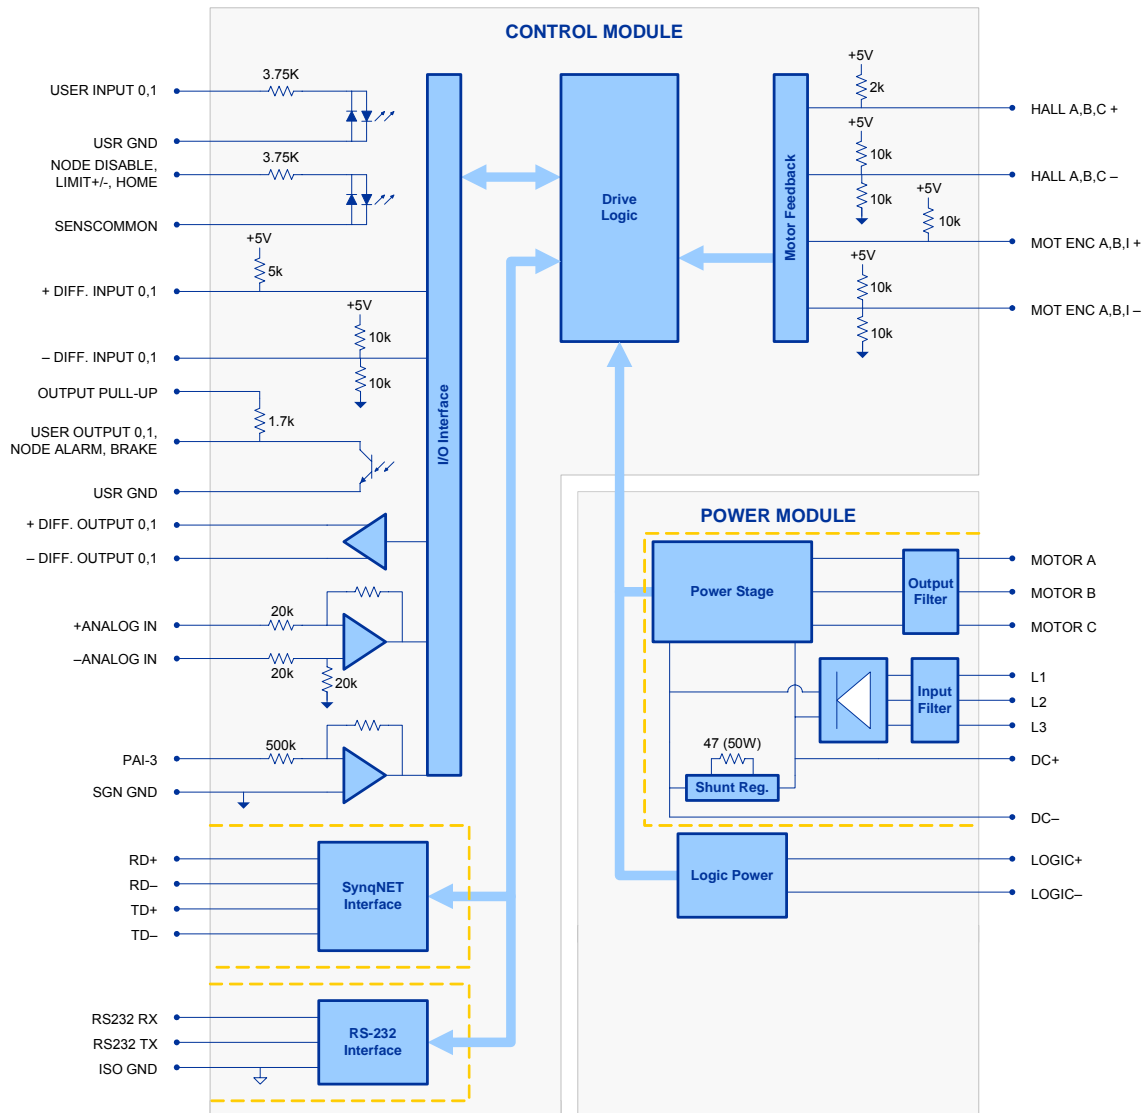 CONTROL MODULE
USER INPUT 0,1
3.75K
USR GND
NODE DISABLE,
LIMIT+/-, HOME
3.75K
SENSCOMMON
+5V
5k
+ DIFF. INPUT 0,1
+5V
10k
– DIFF. INPUT 0,1
10k
OUTPUT PULL-UP
1.7k
USER OUTPUT 0,1,
NODE ALARM, BRAKE
USR GND
+ DIFF. OUTPUT 0,1
– DIFF. OUTPUT 0,1
+ANALOG IN
20k
–ANALOG IN
20k
20k
PAI-3
500k
SGN GND
I/O Interface
Drive
Logic
Motor Feedback
+5V
2k
HALL A,B,C +
+5V
10k
HALL A,B,C –
10k
+5V
10k
MOT ENC A,B,I +
+5V
10k
MOT ENC A,B,I –
10k
RD+
RD–
TD+
TD–
SynqNET
Interface
RS232 RX
RS232 TX
ISO GND
RS-232
Interface
POWER MODULE
Power Stage
Output
Filter
MOTOR A
MOTOR B
MOTOR C
Input
Filter
L1
L2
L3
47 (50W)
Shunt Reg.
DC+
DC–
Logic Power
LOGIC+
LOGIC–